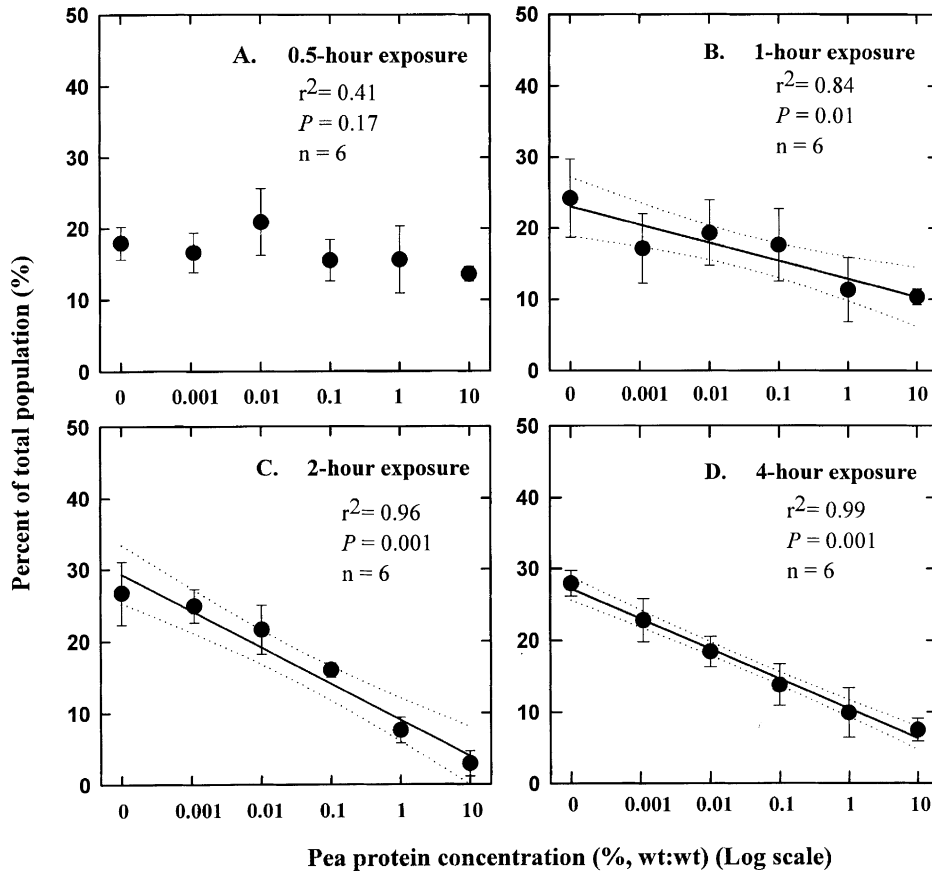 A. 0.5-hour exposure
r2= 0.41
P = 0.17
n = 6
50
40
30
20
10
0
0 0.001 0.01 0.1 1 10
B. 1-hour exposure
r2= 0.84
P = 0.01
n = 6
50
40
30
20
10
0
0 0.001 0.01 0.1 1 10
C. 2-hour exposure
r2= 0.96
P = 0.001
n = 6
50
40
30
20
10
0
0 0.001 0.01 0.1 1 10
D. 4-hour exposure
r2= 0.99
P = 0.001
n = 6
50
40
30
20
10
0
0 0.001 0.01 0.1 1 10
Percent of total population (%)
Pea protein concentration (%, wt:wt) (Log scale)